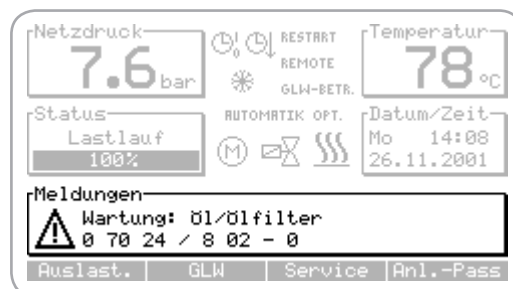 Netzdruck
7.6 bar
RESTART
REMOTE
GLW-BETR.
Temperatur
78 °C
Status
Lastlauf
100%
AUTOMATIK OPT.
M
Datum/Zeit
Mo 14:08
26.11.2001
Meldungen
Wartung: Öl/Ölfilter
0 70 24 / 8 02 - 0
Auslast. GLW Service Anl.-Pass